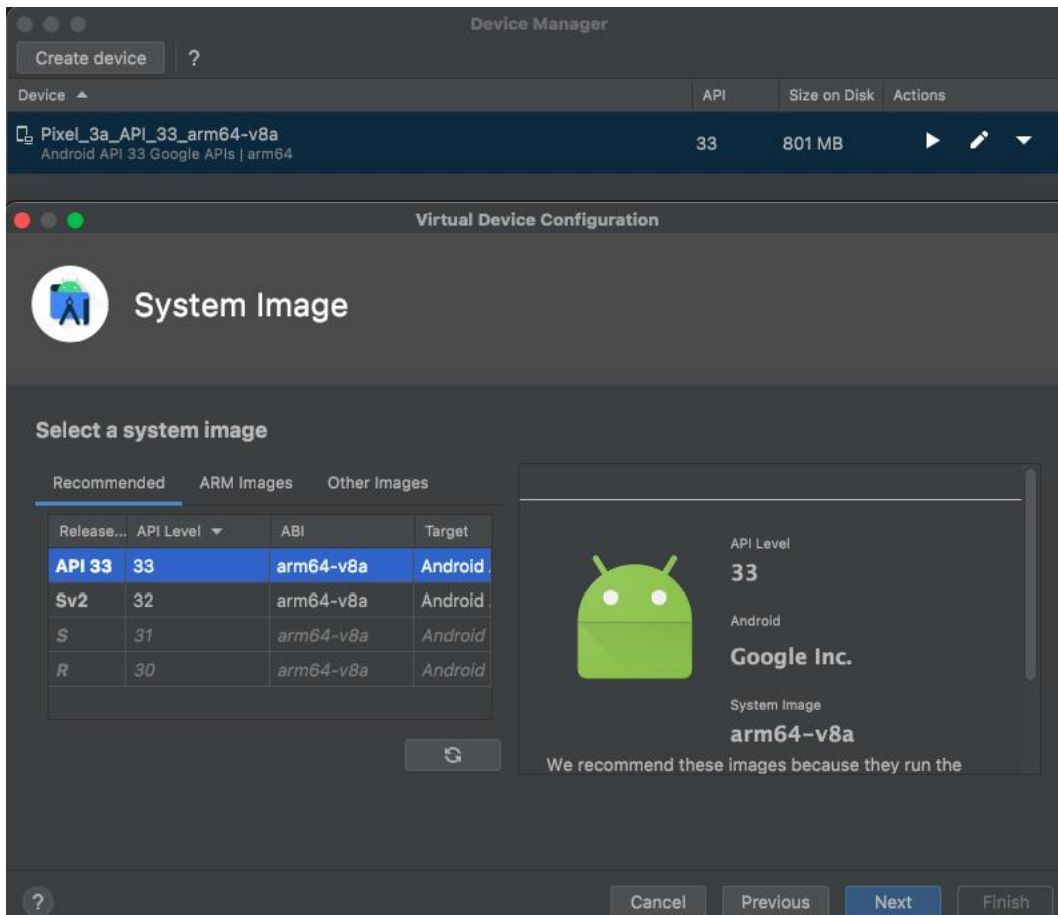 Device Manager
Create device ?
Device API Size on Disk Actions
Pixel_3a_API_33_arm64-v8a 33 801 MB
Android API 33 Google APIs | arm64
Virtual Device Configuration
System Image
Select a system image
Recommended ARM Images Other Images
Release... API Level ABI Target
API 33 33 arm64-v8a Android
Sv2 32 arm64-v8a Android
S 31 arm64-v8a Android
R 30 arm64-v8a Android
API Level
33
Android
Google Inc.
System Image
arm64-v8a
We recommend these images because they run the
? Cancel Previous Next Finish